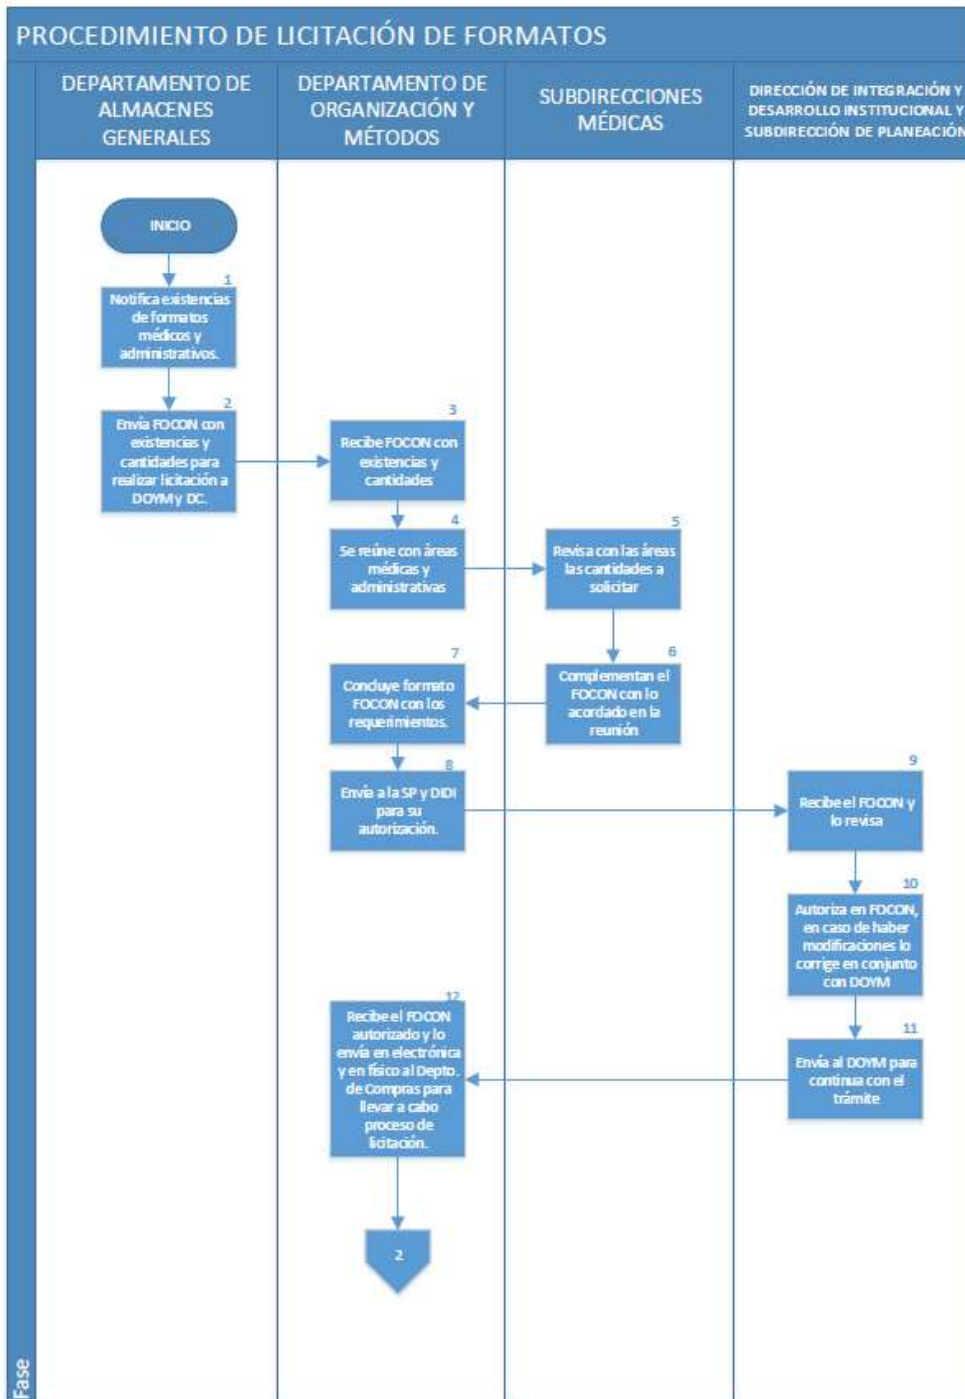 PROCEDIMIENTO DE LICITACIÓN DE FORMATOS
DEPARTAMENTO DE
ALMACENES
GENERALES
DEPARTAMENTO DE
ORGANIZACIÓN Y
MÉTODOS
SUBDIRECCIONES
MÉDICAS
DIRECCIÓN DE INTEGRACIÓN Y
DESARROLLO INSTITUCIONAL Y
SUBDIRECCIÓN DE PLANEACIÓN
INICIO
1
Notifica existencias
de formatos
médicos y
administrativos.
2
Envía FOCON con
existencias y
cantidades para
realizar licitación a
DOYM y DC.
3
Recibe FOCON con
existencias y
cantidades
4
Se reúne con áreas
médicas y
administrativas
5
Revisa con las áreas
las cantidades a
solicitar
6
Complementan el
FOCON con lo
acordado en la
reunión
7
Concluye formato
FOCON con los
requerimientos.
8
Envía a la SP y DIDI
para su
autorización.
9
Recibe el FOCON y
lo revisa
10
Autoriza en FOCON,
en caso de haber
modificaciones lo
corrige en conjunto
con DOYM
11
Envía al DOYM para
continua con el
trámite
12
Recibe el FOCON
autorizado y lo
envía en electrónica
y en físico al Depto.
de Compras para
llevar a cabo
proceso de
licitación.
2
Fase